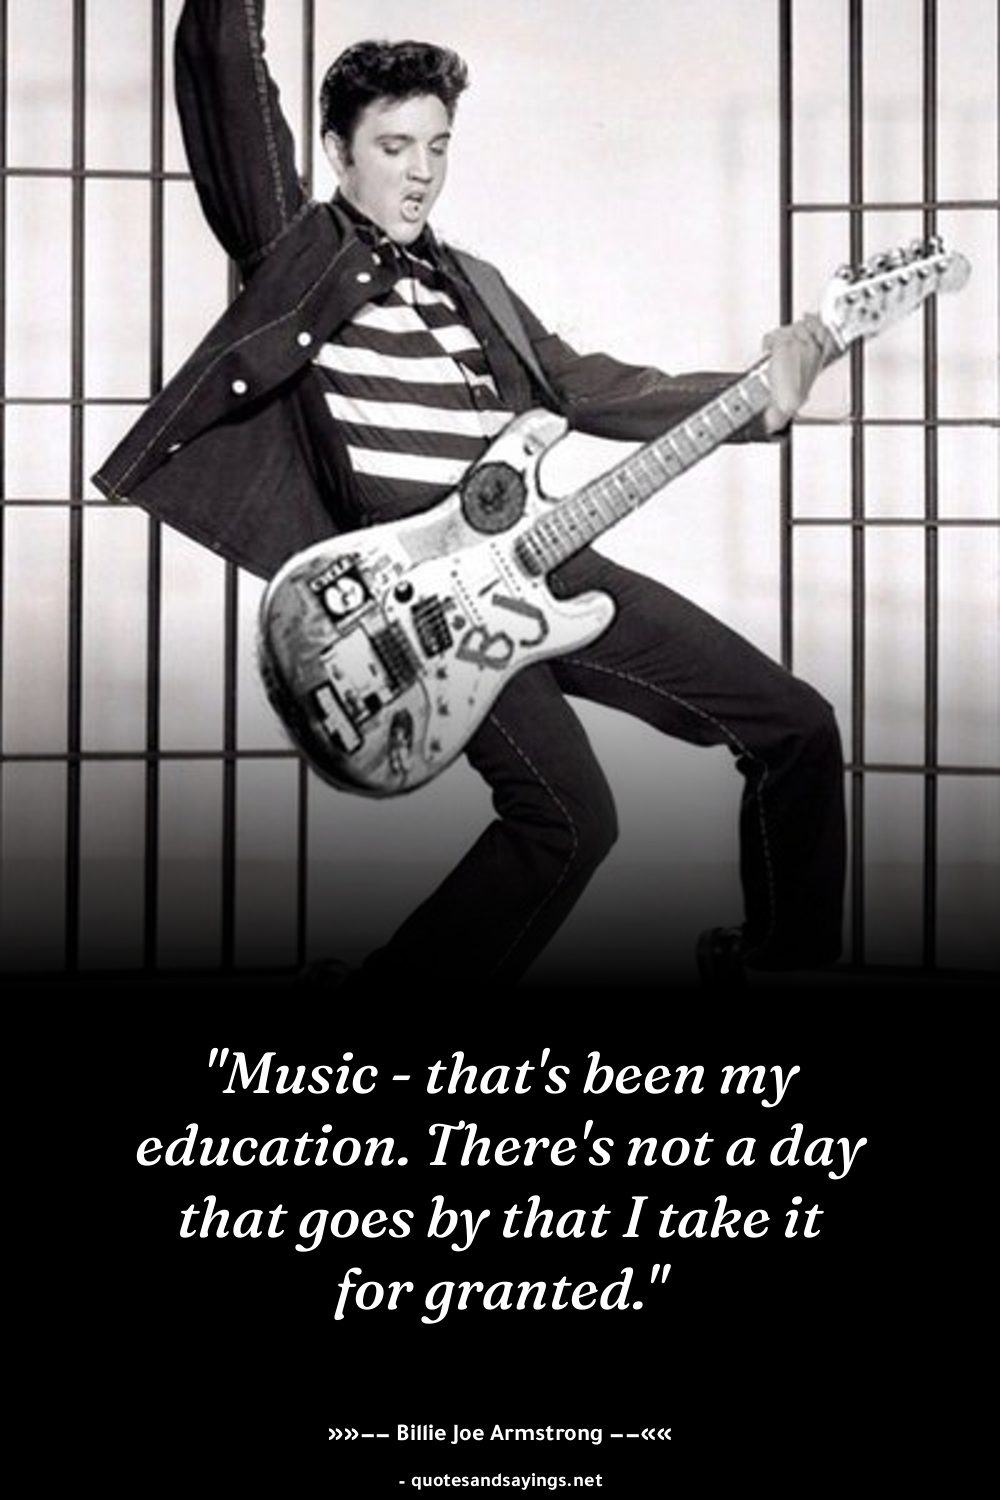 BJ
"Music - that's been my
education. There's not a day
that goes by that I take it
for granted."
»»–– Billie Joe Armstrong ––««
- quotesandsayings.net